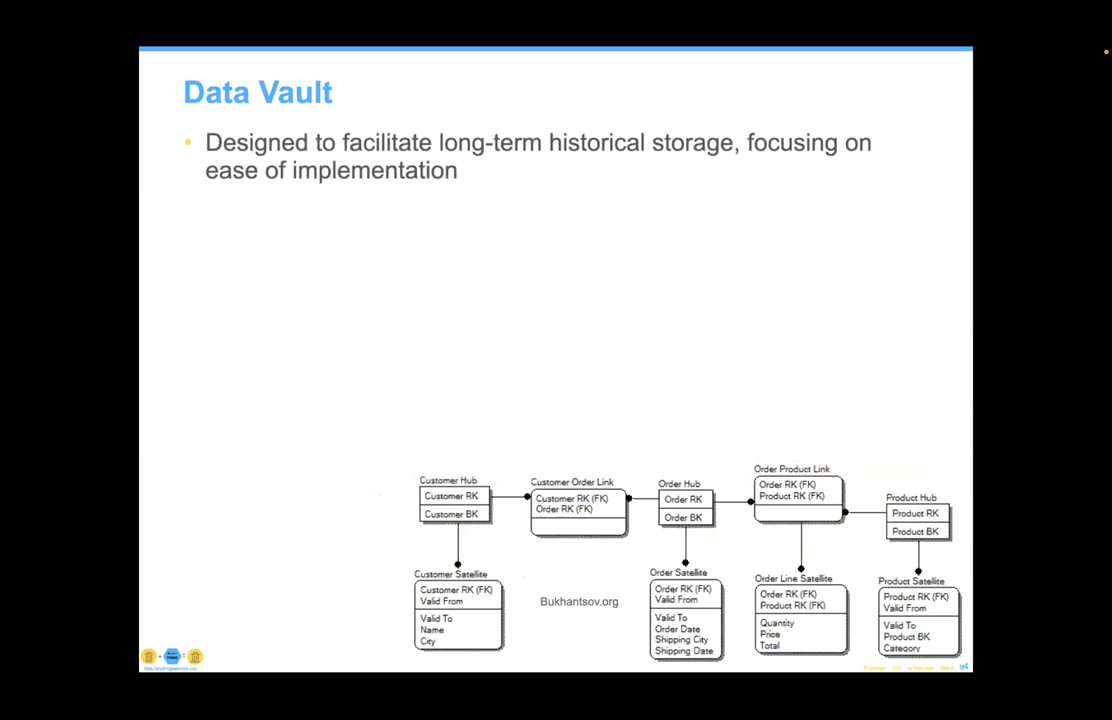 Data Vault
• Designed to facilitate long-term historical storage, focusing on
ease of implementation
Customer Hub
Customer RK
Customer BK
Customer Order Link
Customer RK (FK)
Order RK (FK)
Order Hub
Order RK
Order BK
Order Product Link
Order RK (FK)
Product RK (FK)
Product Hub
Product RK
Product BK
Customer Satellite
Customer RK (FK)
Valid From
Valid To
Name
City
Bukhantsov.org
Order Satellite
Order RK (FK)
Valid From
Valid To
Order Date
Shipping City
Shipping Date
Order Line Satellite
Order RK (FK)
Product RK (FK)
Quantity
Price
Total
Product Satellite
Product RK (FK)
Valid From
Valid To
Product BK
Category